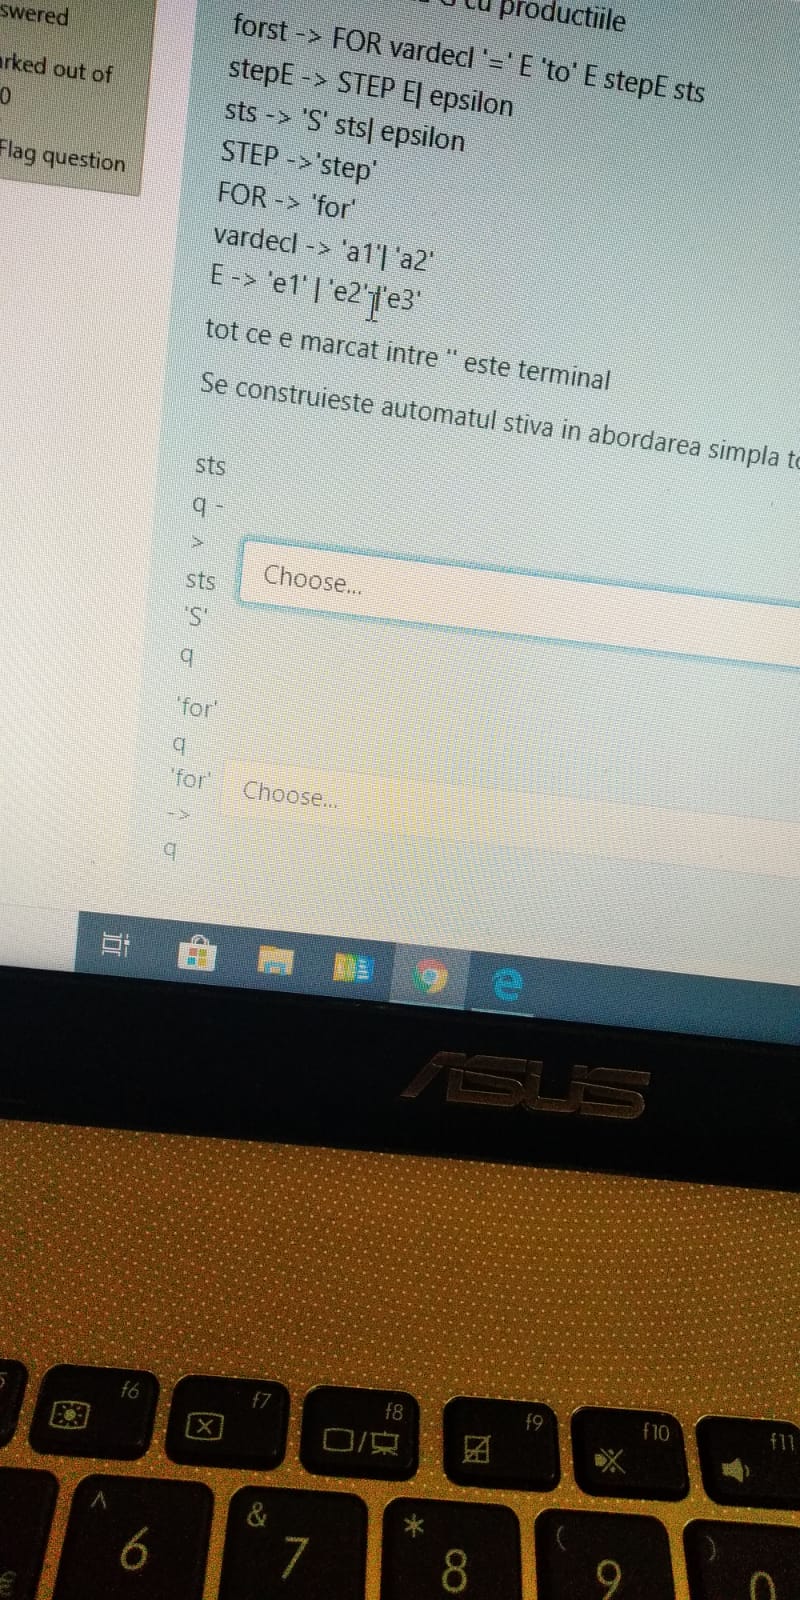 swered
cu productiile
forst -> FOR vardecl '=' E 'to' E stepE sts
arked out of
stepE -> STEP E| epsilon
0
sts -> 'S' sts| epsilon
Flag question
STEP ->'step'
FOR -> 'for'
vardecl -> 'a1'| 'a2'
E -> 'e1' | 'e2'|'e3'
tot ce e marcat intre '' este terminal
Se construieste automatul stiva in abordarea simpla
sts
q -
>
sts
'S'
q
Choose...
'for'
q
'for'
->
q
Choose...
ASUS
f6
f7
f8
f9
f10
f11
^
6
&
7
*
8
(
9
)
0
€